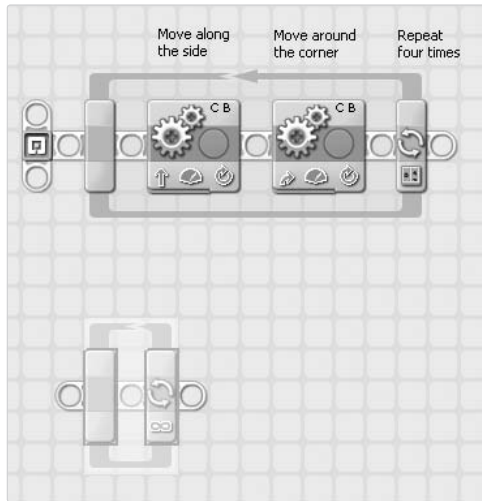 Move along
the side
Move around
the corner
Repeat
four times
C B
C B